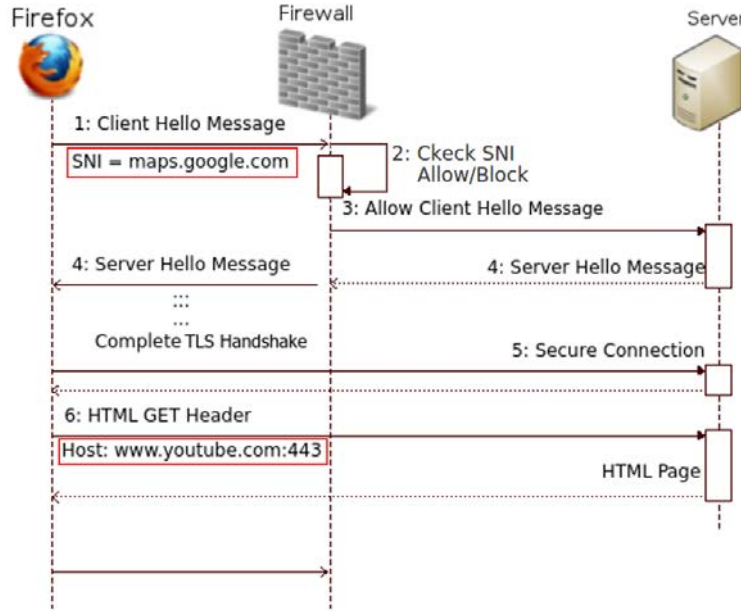 Firefox
Firewall
Server
1: Client Hello Message
SNI = maps.google.com
2: Ckeck SNI
Allow/Block
3: Allow Client Hello Message
4: Server Hello Message
4: Server Hello Message
:::
...
Complete TLS Handshake
5: Secure Connection
6: HTML GET Header
Host: www.youtube.com:443
HTML Page